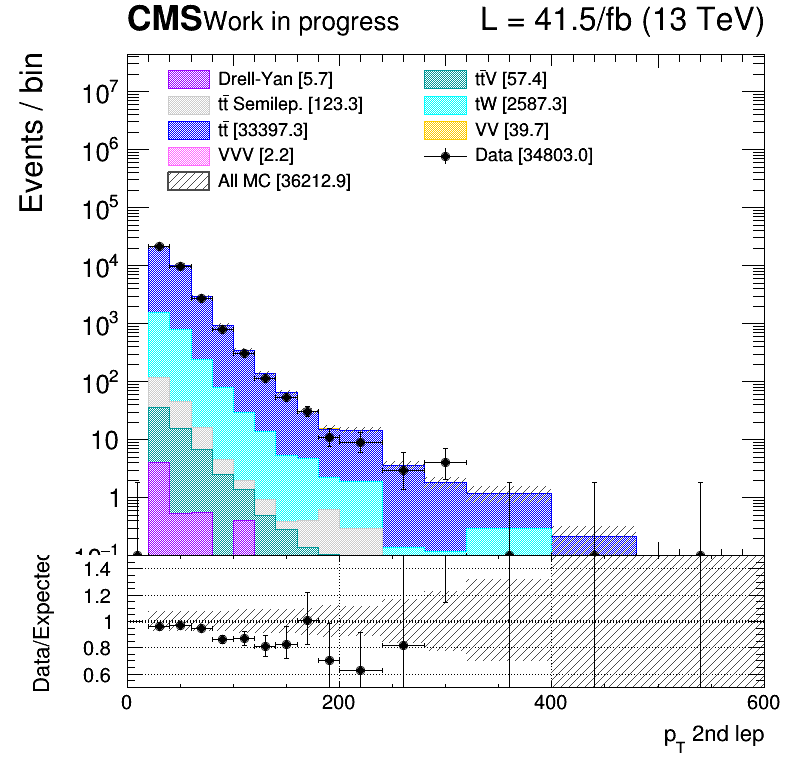 CMS Work in progress L = 41.5/fb (13 TeV)
Events / bin
Drell-Yan [5.7] tt̄V [57.4]
tt̄ Semilep. [123.3] tW [2587.3]
tt̄ [33397.3] VV [39.7]
VVV [2.2] Data [34803.0]
All MC [36212.9]
10⁷
10⁶
10⁵
10⁴
10³
10²
10
1
10⁻¹
Data/Expected
1.4
1.2
1
0.8
0.6
0 200 400 600
p_T 2nd lep